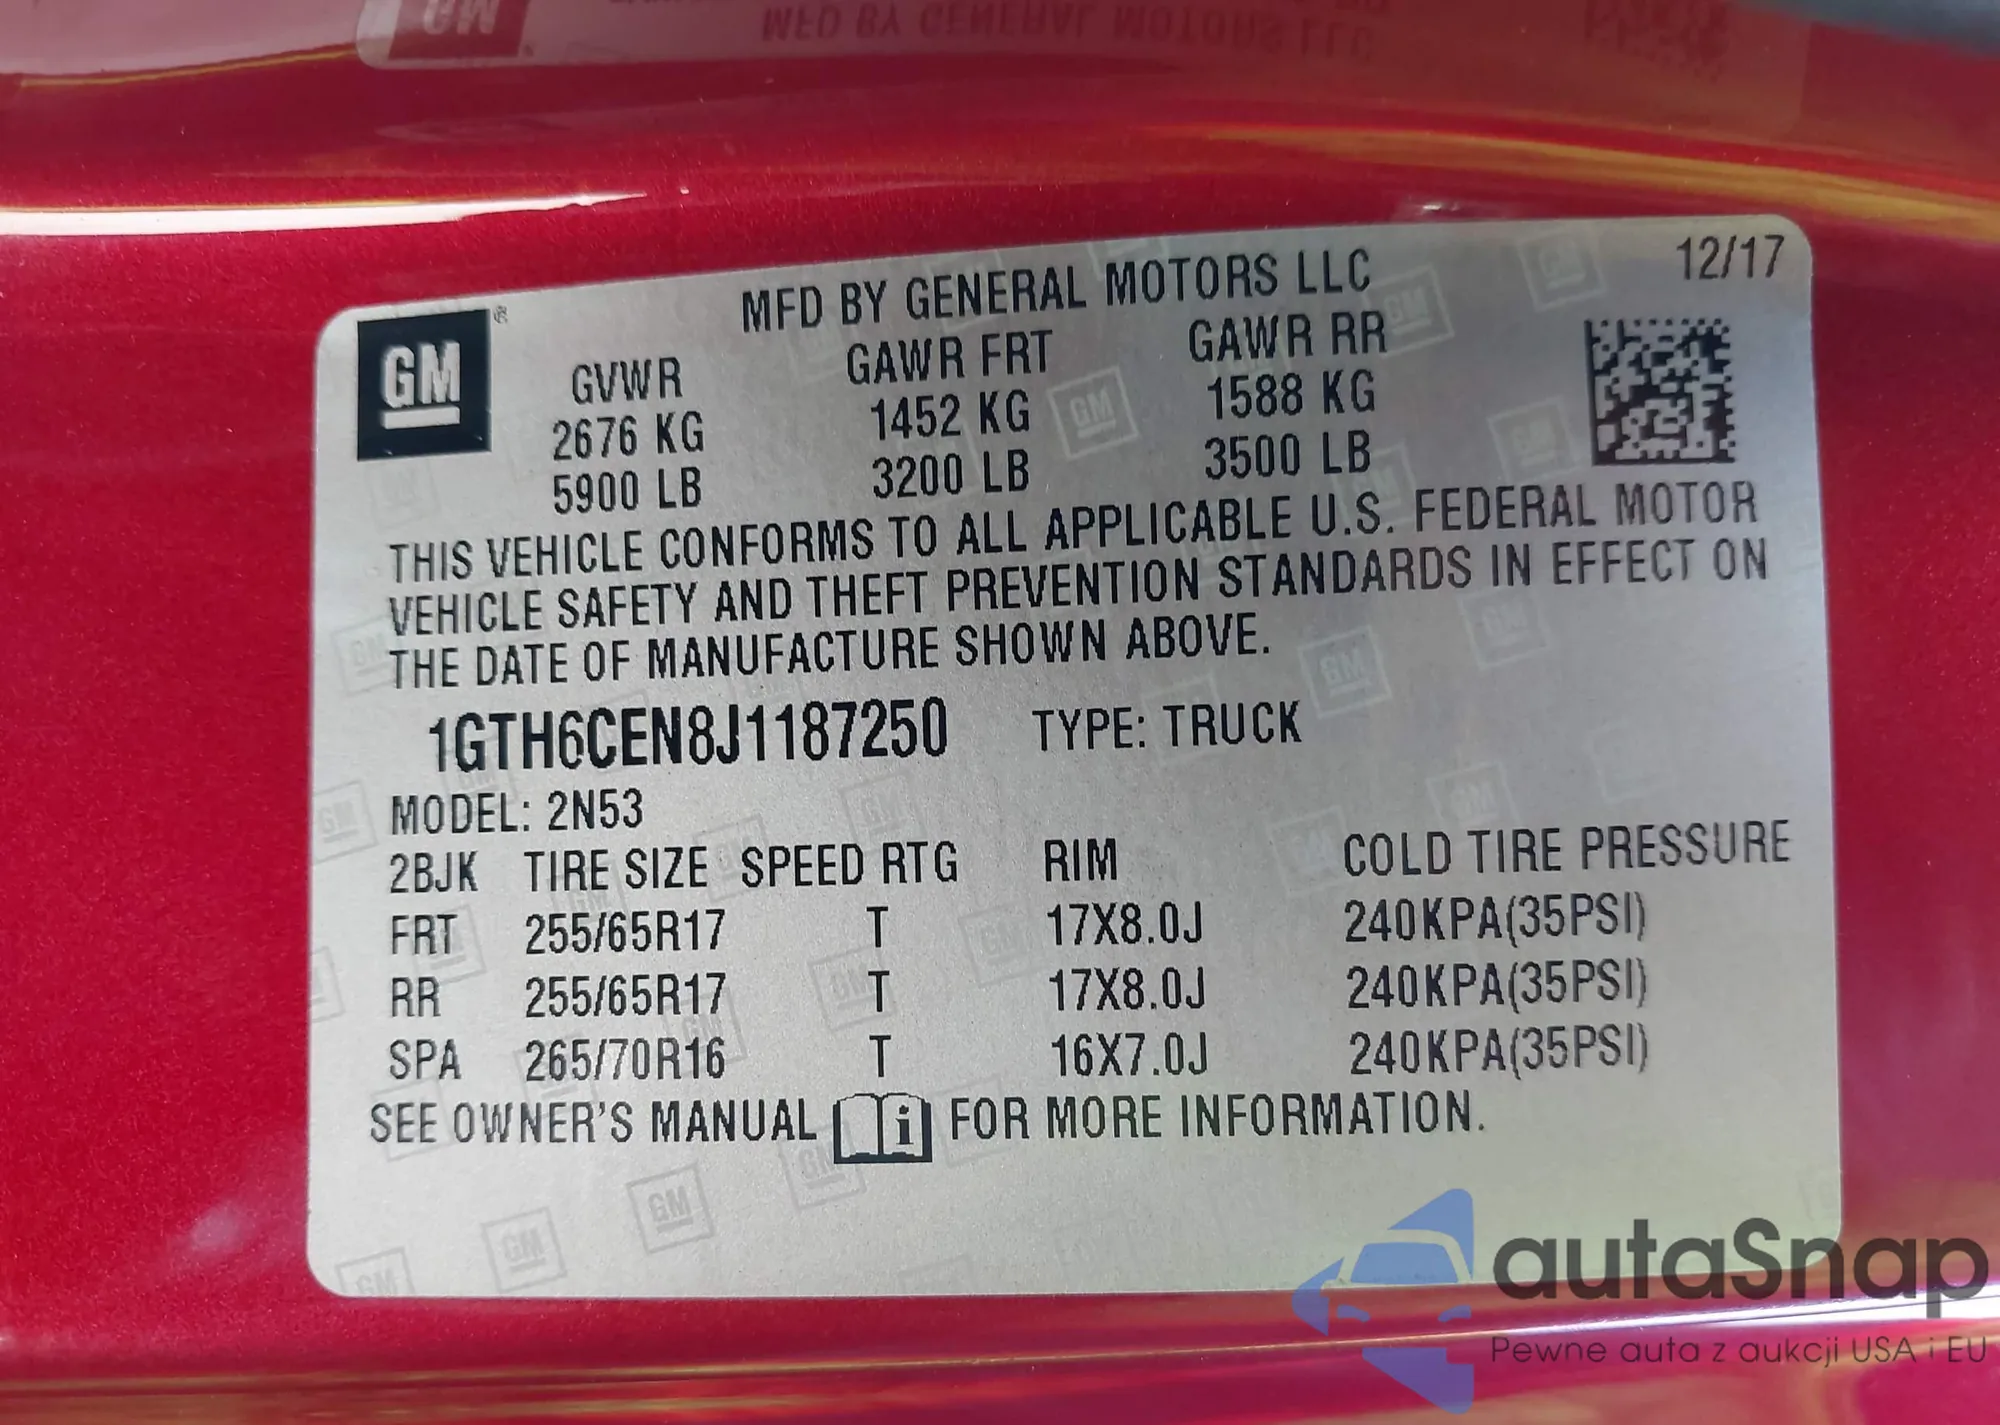 MFD BY GENERAL MOTORS LLC
12/17
GM®
GVWR GAWR FRT GAWR RR
2676 KG 1452 KG 1588 KG
5900 LB 3200 LB 3500 LB
THIS VEHICLE CONFORMS TO ALL APPLICABLE U.S. FEDERAL MOTOR
VEHICLE SAFETY AND THEFT PREVENTION STANDARDS IN EFFECT ON
THE DATE OF MANUFACTURE SHOWN ABOVE.
1GTH6CEN8J1187250 TYPE: TRUCK
MODEL: 2N53
2BJK TIRE SIZE SPEED RTG RIM COLD TIRE PRESSURE
FRT 255/65R17 T 17X8.0J 240KPA(35PSI)
RR 255/65R17 T 17X8.0J 240KPA(35PSI)
SPA 265/70R16 T 16X7.0J 240KPA(35PSI)
SEE OWNER'S MANUAL i FOR MORE INFORMATION.
autaSnap
Pewne auta z aukcji USA i EU